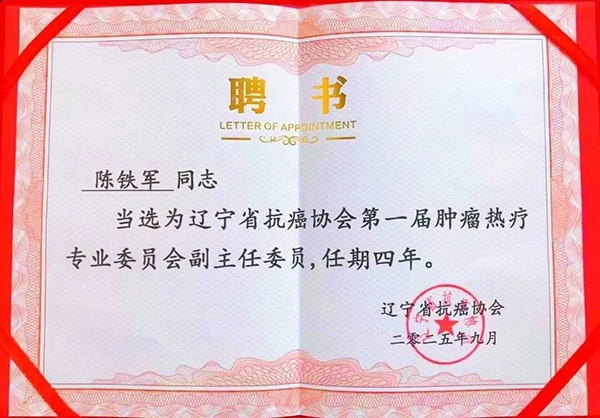 聘 书
LETTER OF APPOINTMENT
陈铁军 同志
当选为辽宁省抗癌协会第一届肿瘤热疗
专业委员会副主任委员,任期四年。
辽宁省抗癌协会
二零二五年九月